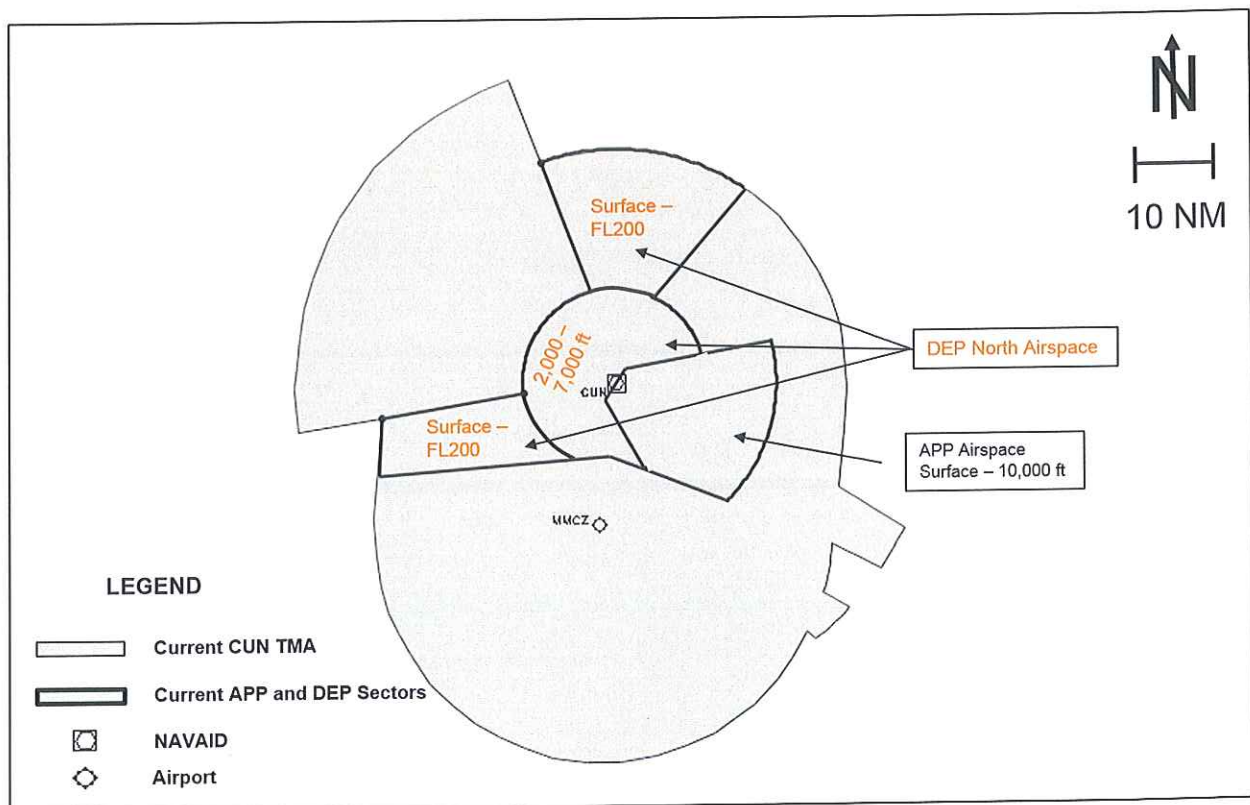 N
10 NM
Surface –
FL200
2,000 –
7,000 ft
DEP North Airspace
CUN
Surface –
FL200
APP Airspace
Surface – 10,000 ft
MMCZ
LEGEND
Current CUN TMA
Current APP and DEP Sectors
NAVAID
Airport